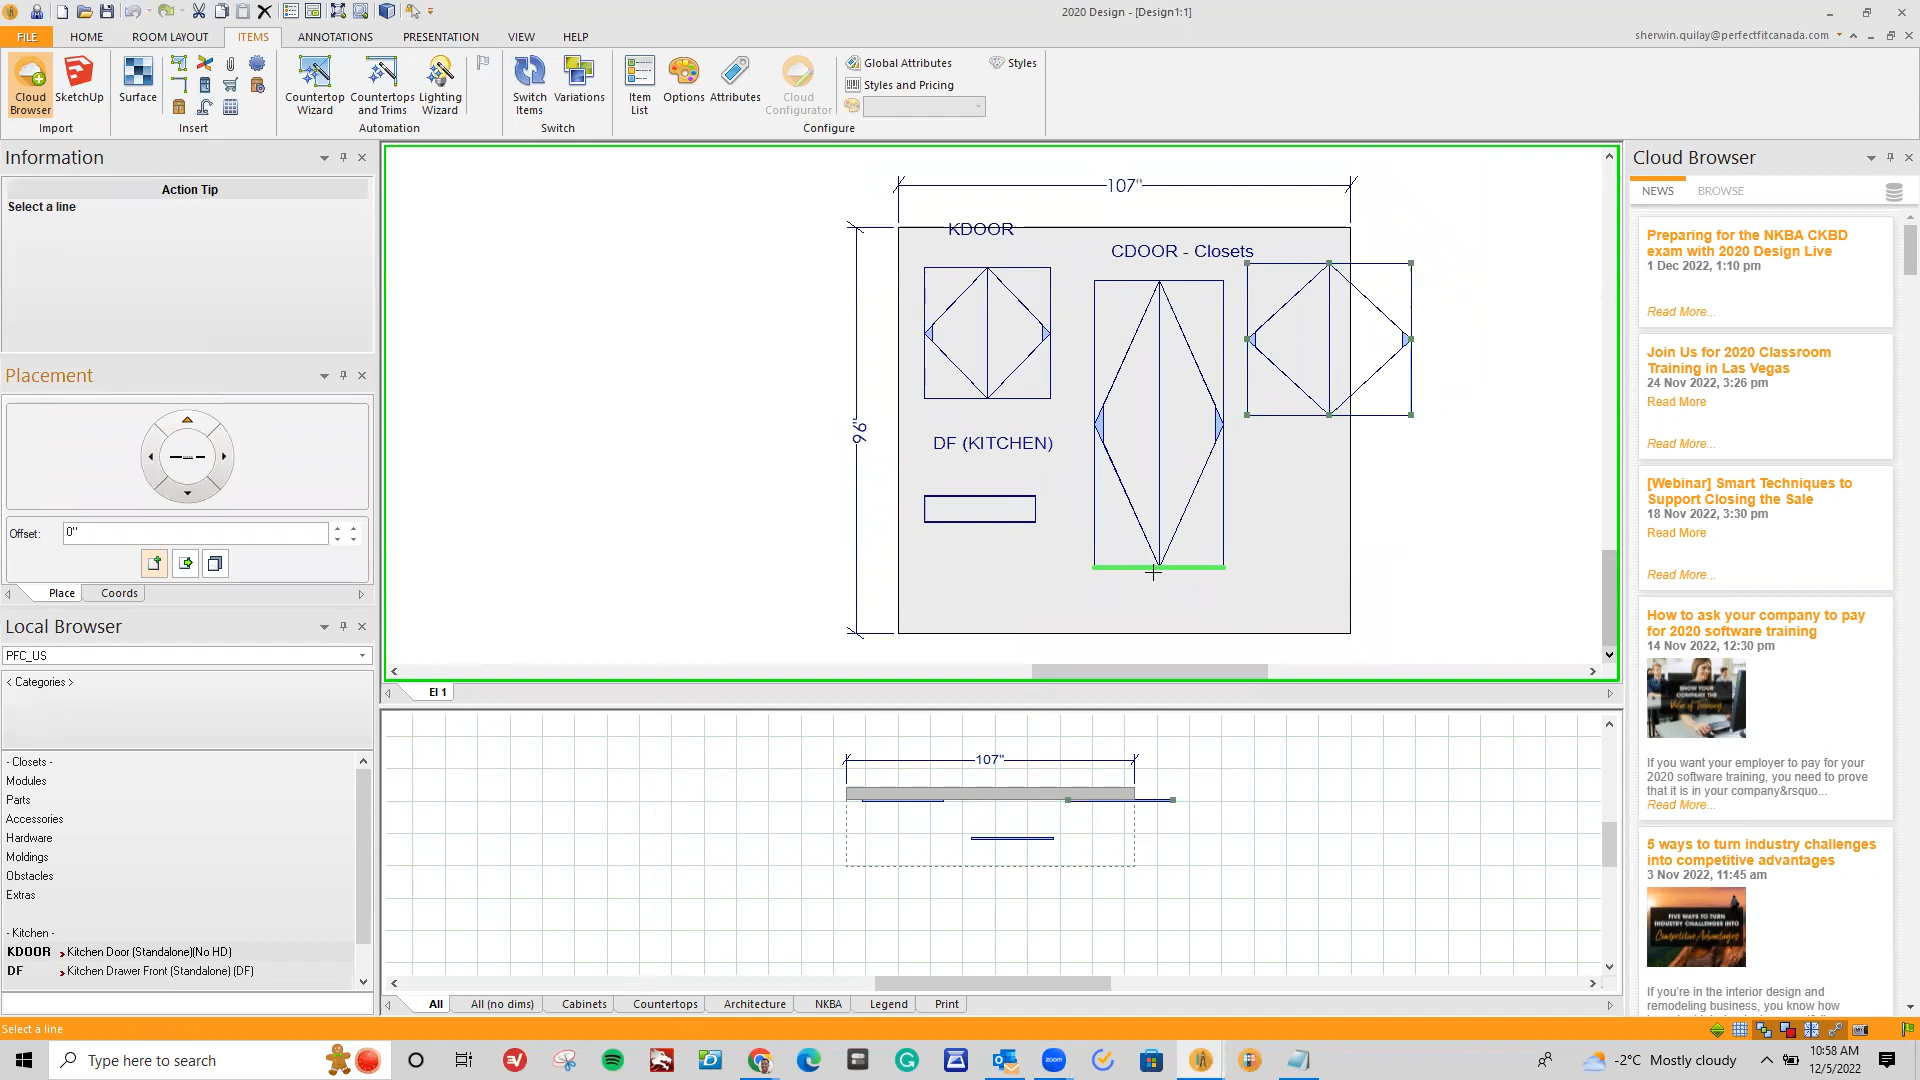 2020 Design - [Design1:1]
sherwin.quilay@perfectfitcanada.com
FILE HOME ROOM LAYOUT ITEMS ANNOTATIONS PRESENTATION VIEW HELP
Cloud Browser
SketchUp
Import
Surface
Insert
Countertop Wizard
Countertops and Trims
Lighting Wizard
Automation
Switch Items
Variations
Switch
Item List
Options
Attributes
Cloud Configurator
Global Attributes
Styles and Pricing
Styles
Configure
Information
Action Tip
Select a line
Placement
Offset: 0"
Place Coords
Local Browser
PFC_US
< Categories >
- Closets -
Modules
Parts
Accessories
Hardware
Moldings
Obstacles
Extras
- Kitchen -
KDOOR Kitchen Door (Standalone)(No HD)
DF Kitchen Drawer Front (Standalone) (DF)
107"
KDOOR
CDOOR - Closets
96"
DF (KITCHEN)
El 1
107"
All All (no dims) Cabinets Countertops Architecture NKBA Legend Print
Cloud Browser
NEWS BROWSE
Preparing for the NKBA CKBD
exam with 2020 Design Live
1 Dec 2022, 1:10 pm
Read More...
Join Us for 2020 Classroom
Training in Las Vegas
24 Nov 2022, 3:26 pm
Read More
Read More...
[Webinar] Smart Techniques to
Support Closing the Sale
18 Nov 2022, 3:30 pm
Read More
Read More...
How to ask your company to pay
for 2020 software training
14 Nov 2022, 12:30 pm
If you want your employer to pay for your
2020 software training, you need to prove
that it is in your company&rsquo...
Read More...
5 ways to turn industry challenges
into competitive advantages
3 Nov 2022, 11:45 am
FIVE WAYS TO TURN
INDUSTRY CHALLENGES INTO
Competitive Advantages
If you're in the interior design and
remodeling business, you know how
Select a line
Type here to search
zoom
-2°C Mostly cloudy
10:58 AM
12/5/2022